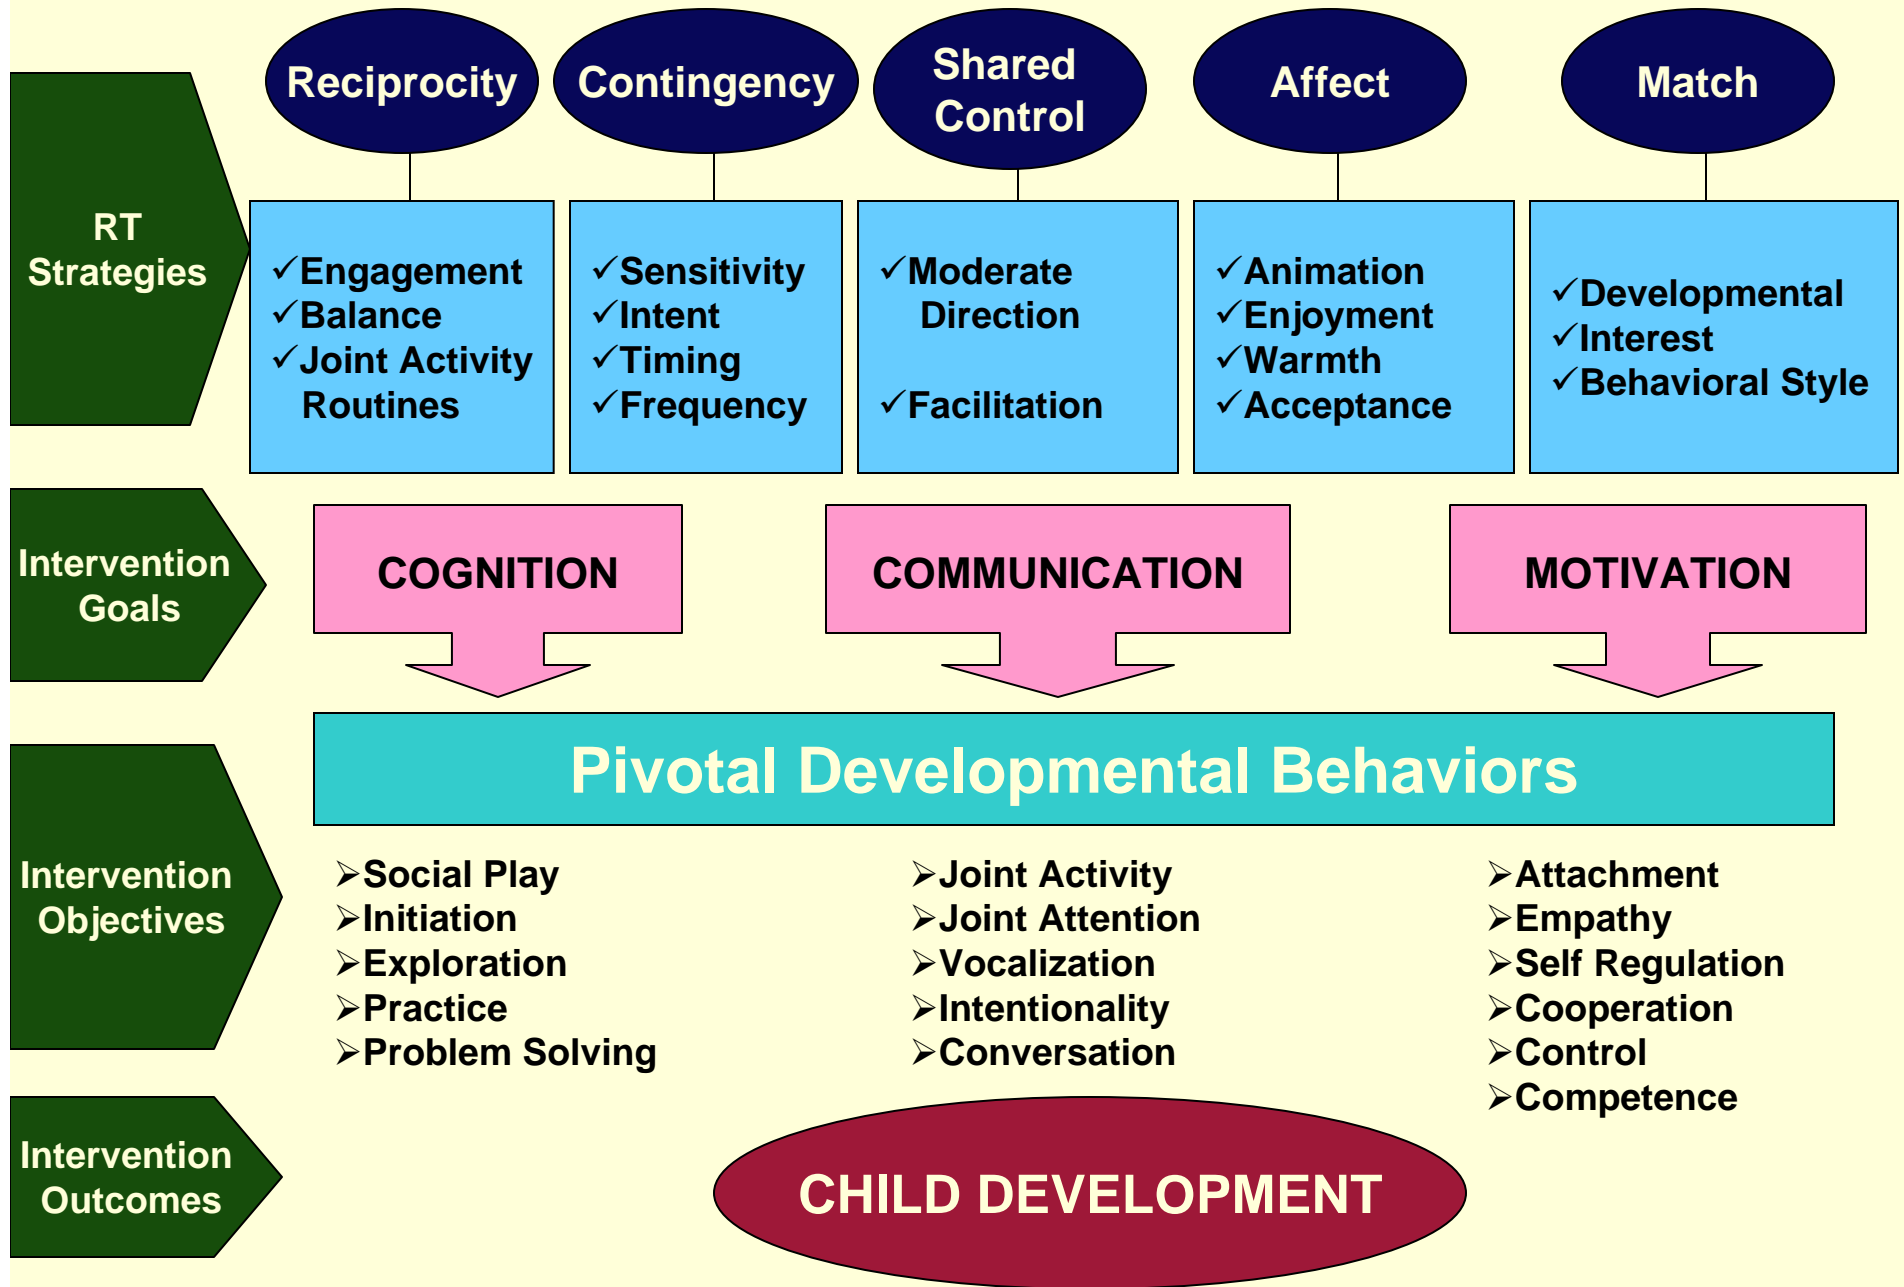 Reciprocity
Contingency
Shared
Control
Affect
Match
RT
Strategies
✓Engagement
✓Balance
✓Joint Activity
Routines
✓Sensitivity
✓Intent
✓Timing
✓Frequency
✓Moderate
Direction
✓Facilitation
✓Animation
✓Enjoyment
✓Warmth
✓Acceptance
✓Developmental
✓Interest
✓Behavioral Style
Intervention
Goals
COGNITION
COMMUNICATION
MOTIVATION
Pivotal Developmental Behaviors
Intervention
Objectives
➢Social Play
➢Initiation
➢Exploration
➢Practice
➢Problem Solving
➢Joint Activity
➢Joint Attention
➢Vocalization
➢Intentionality
➢Conversation
➢Attachment
➢Empathy
➢Self Regulation
➢Cooperation
➢Control
➢Competence
Intervention
Outcomes
CHILD DEVELOPMENT